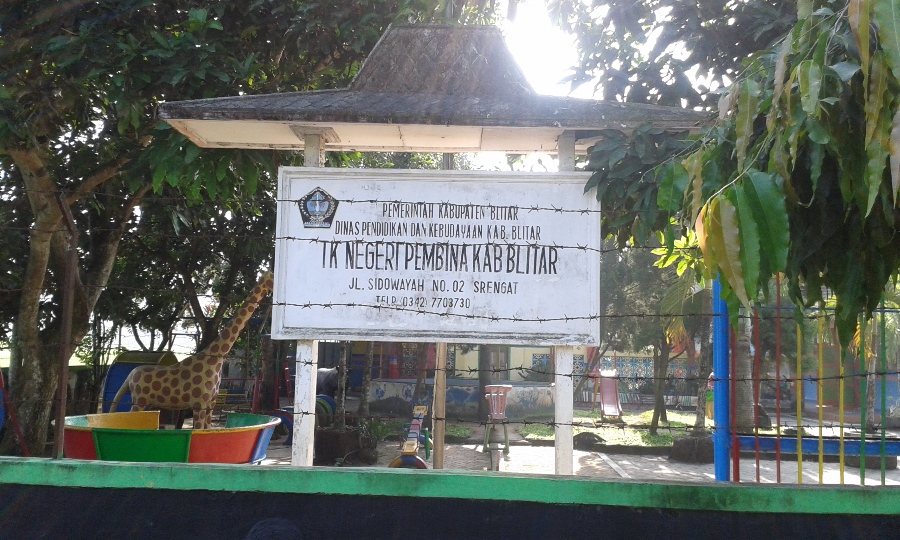 PEMERINTAH KABUPATEN BLITAR
DINAS PENDIDIKAN DAN KEBUDAYAAN KAB. BLITAR
TK NEGERI PEMBINA KAB BLITAR
JL. SIDOWAYAH NO. 02 SRENGAT
TELP. (0342) 7703730